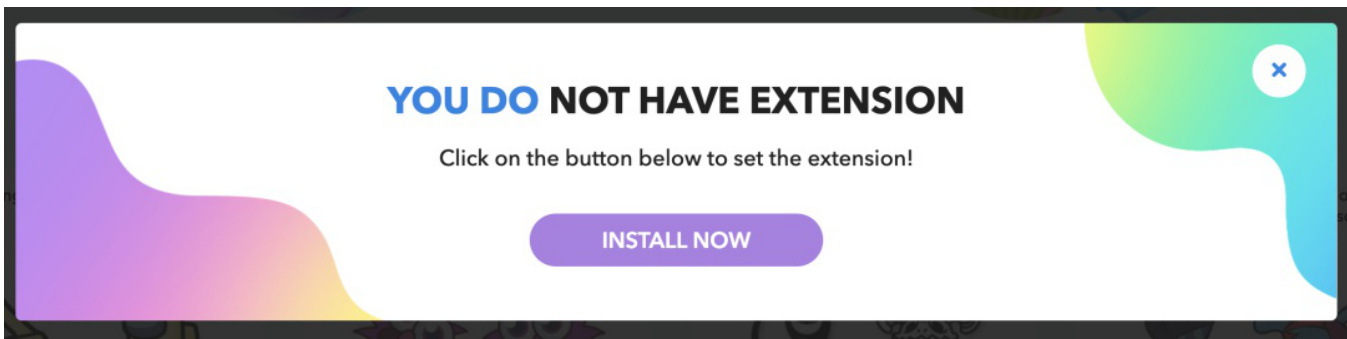 YOU DO NOT HAVE EXTENSION
Click on the button below to set the extension!
INSTALL NOW